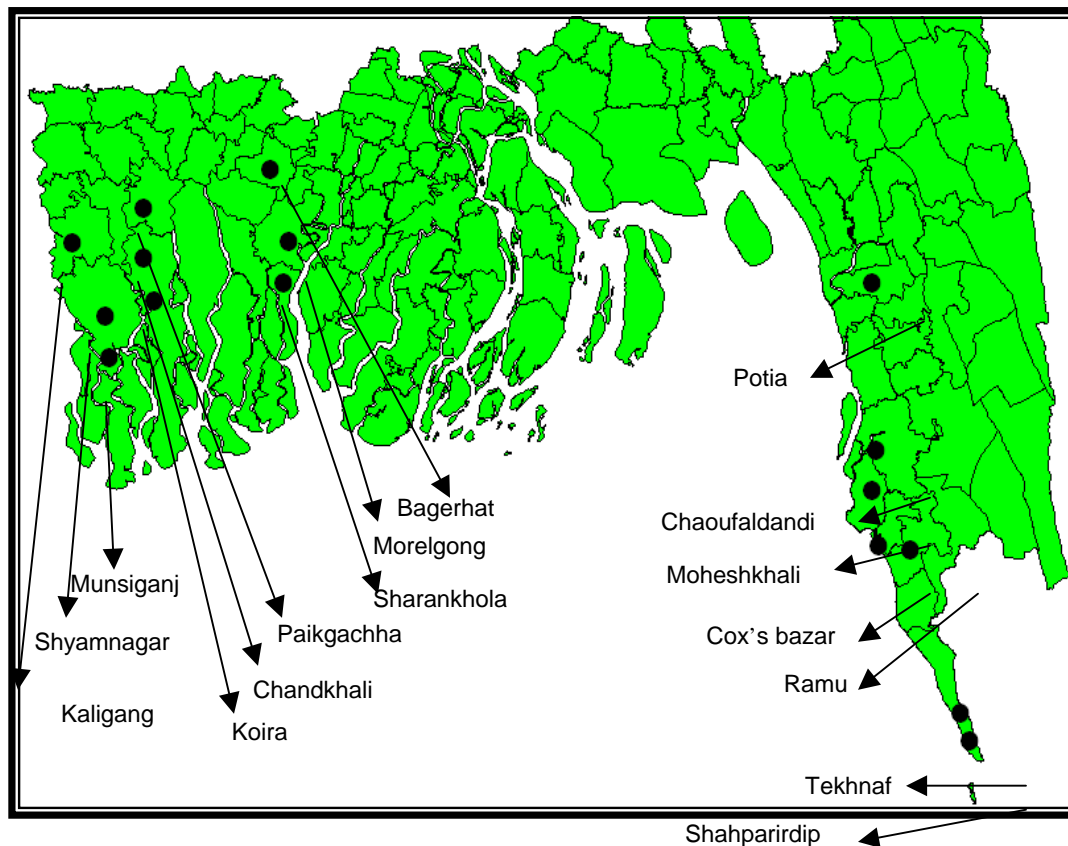 Potia
Bagerhat
Chaoufaldandi
Morelgong
Moheshkhali
Munsiganj
Sharankhola
Shyamnagar
Paikgachha
Cox's bazar
Chandkhali
Ramu
Kaligang
Koira
Tekhnaf
Shahparirdip